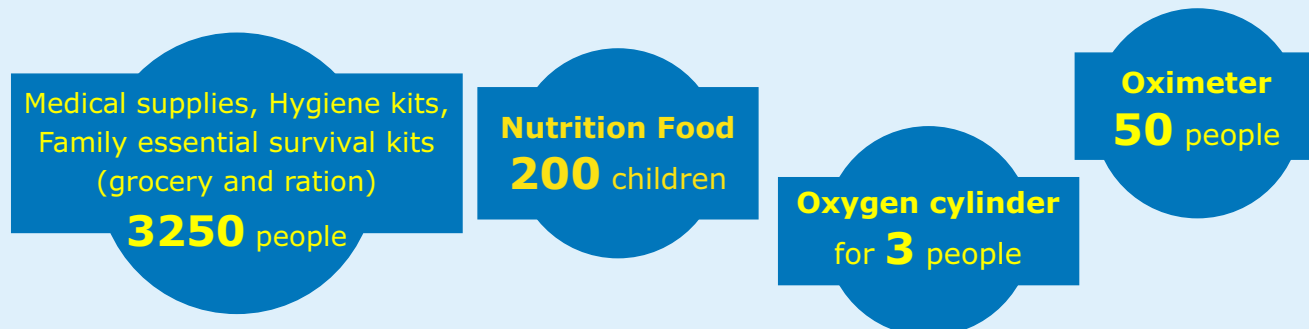 Medical supplies, Hygiene kits,
Family essential survival kits
(grocery and ration)
3250 people
Nutrition Food
200 children
Oxygen cylinder
for 3 people
Oximeter
50 people